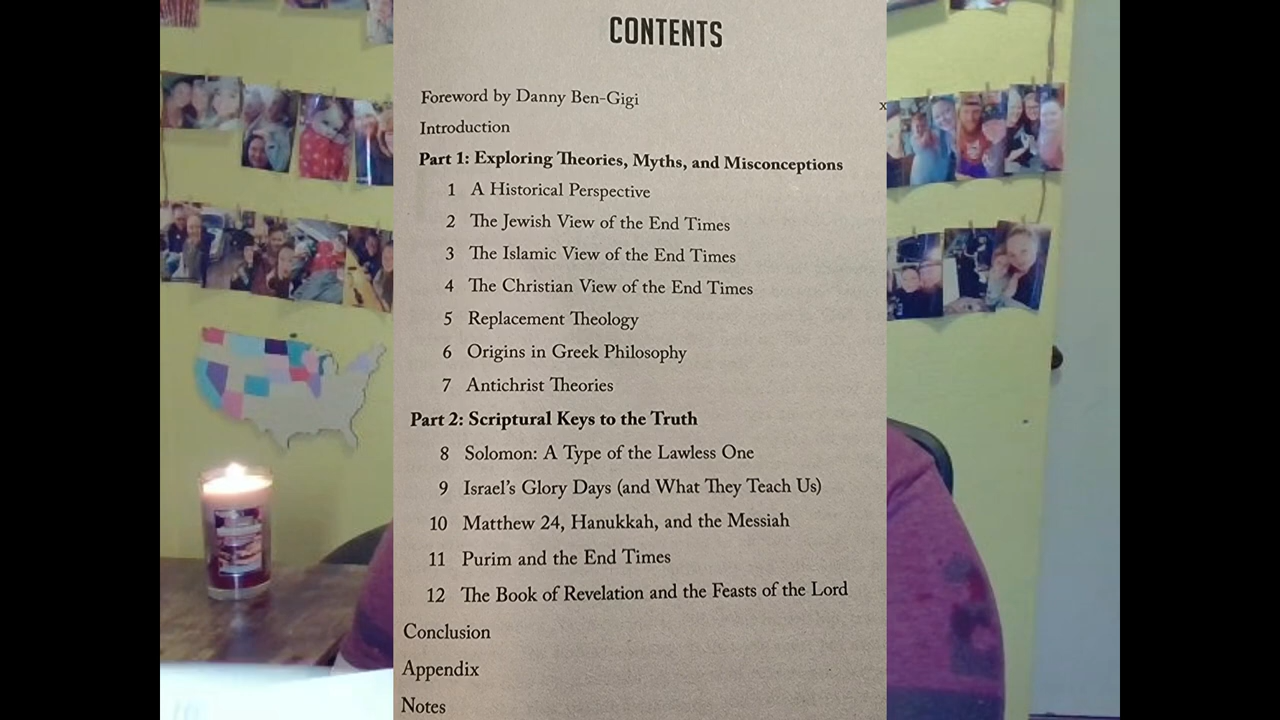 CONTENTS
Foreword by Danny Ben-Gigi
x
Introduction
Part 1: Exploring Theories, Myths, and Misconceptions
1 A Historical Perspective
2 The Jewish View of the End Times
3 The Islamic View of the End Times
4 The Christian View of the End Times
5 Replacement Theology
6 Origins in Greek Philosophy
7 Antichrist Theories
Part 2: Scriptural Keys to the Truth
8 Solomon: A Type of the Lawless One
9 Israel's Glory Days (and What They Teach Us)
10 Matthew 24, Hanukkah, and the Messiah
11 Purim and the End Times
12 The Book of Revelation and the Feasts of the Lord
Conclusion
Appendix
Notes